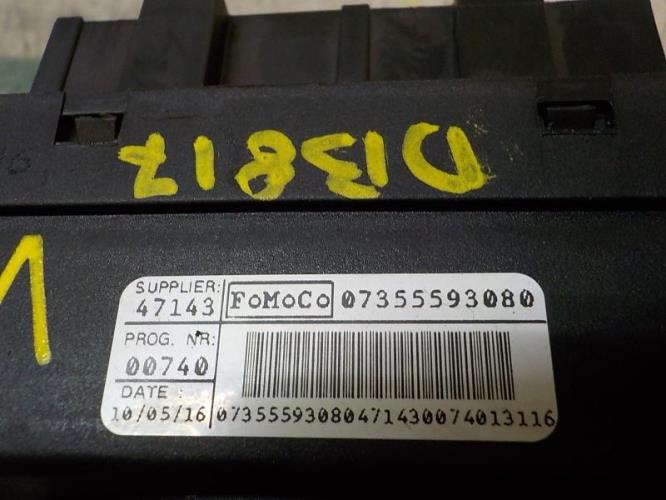 D13817
V
SUPPLIER:
47143 FoMoCo 07355593080
PROG. NR:
00740
DATE :
10/05/16 07355593080471430074013116